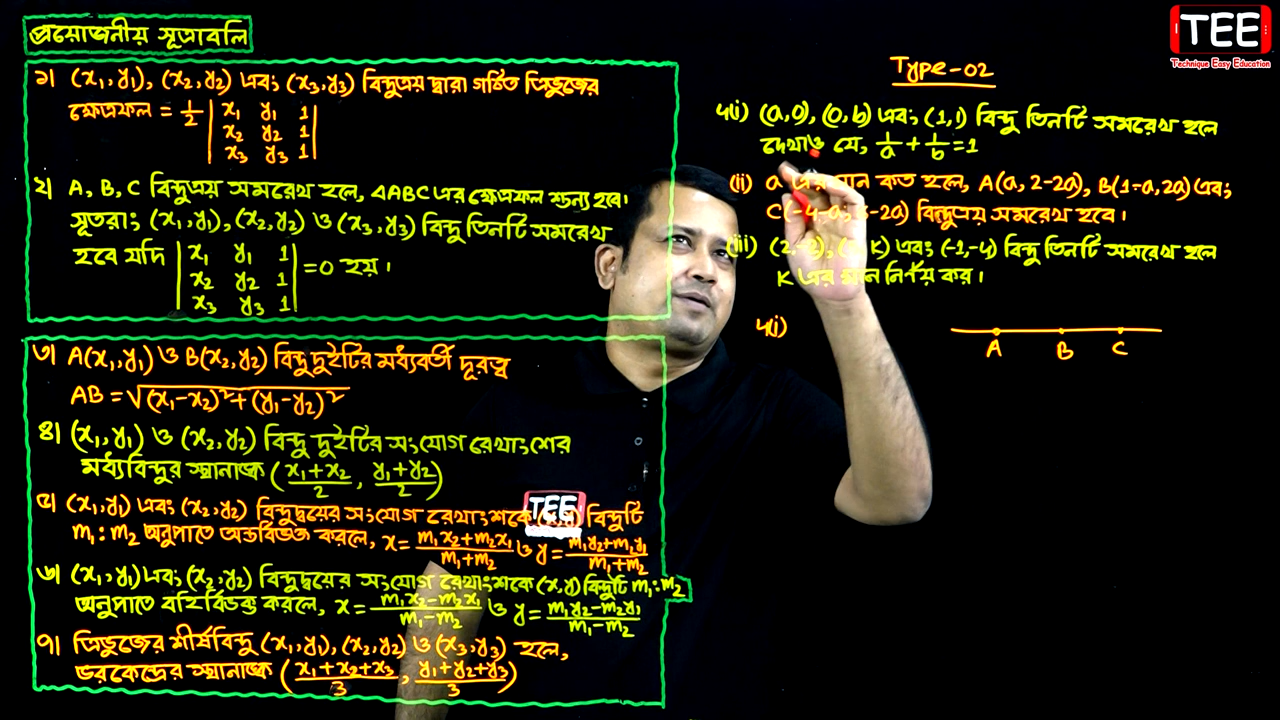 প্রয়োজনীয় সূত্রাবলি
TEE
Technique Easy Education
১। (x₁, y₁), (x₂, y₂) এবং (x₃, y₃) বিন্দুত্রয় দ্বারা গঠিত ত্রিভুজের
ক্ষেত্রফল = 1/2 | x₁ y₁ 1 |
| x₂ y₂ 1 |
| x₃ y₃ 1 |
২। A, B, C বিন্দুত্রয় সমরেখ হলে, ΔABC এর ক্ষেত্রফল শূন্য হবে।
সুতরাং (x₁, y₁), (x₂, y₂) ও (x₃, y₃) বিন্দু তিনটি সমরেখ
হবে যদি | x₁ y₁ 1 |
| x₂ y₂ 1 | = 0 হয়।
| x₃ y₃ 1 |
৩। A(x₁, y₁) ও B(x₂, y₂) বিন্দু দুইটির মধ্যবর্তী দূরত্ব
AB = √(x₁-x₂)²+(y₁-y₂)²
৪। (x₁, y₁) ও (x₂, y₂) বিন্দু দুইটির সংযোগ রেখাংশের
মধ্যবিন্দুর স্থানাঙ্ক ((x₁+x₂)/2, (y₁+y₂)/2)
৫। (x₁, y₁) এবং (x₂, y₂) বিন্দুদ্বয়ের সংযোগ রেখাংশকে (x, y) বিন্দুটি
m₁:m₂ অনুপাতে অন্তর্বিভক্ত করলে, x = (m₁x₂+m₂x₁)/(m₁+m₂) ও y = (m₁y₂+m₂y₁)/(m₁+m₂)
৬। (x₁, y₁) এবং (x₂, y₂) বিন্দুদ্বয়ের সংযোগ রেখাংশকে (x, y) বিন্দুটি m₁:m₂
অনুপাতে বহির্বিভক্ত করলে, x = (m₁x₂-m₂x₁)/(m₁-m₂) ও y = (m₁y₂-m₂y₁)/(m₁-m₂)
৭। ত্রিভুজের শীর্ষবিন্দু (x₁, y₁), (x₂, y₂) ও (x₃, y₃) হলে,
ভরকেন্দ্রের স্থানাঙ্ক ((x₁+x₂+x₃)/3, (y₁+y₂+y₃)/3)
TEE
Type-02
৭(i) (a, 0), (0, b) এবং (1, 1) বিন্দু তিনটি সমরেখ হলে
দেখাও যে, 1/a + 1/b = 1
(ii) a এর মান কত হলে, A(a, 2-2a), B(1-a, 2a) এবং
C(-4-a, -2a) বিন্দুত্রয় সমরেখ হবে।
(iii) (2, ), ( , K) এবং (-1, -4) বিন্দু তিনটি সমরেখ হলে
K এর মান নির্ণয় কর।
৭(i)
A B C